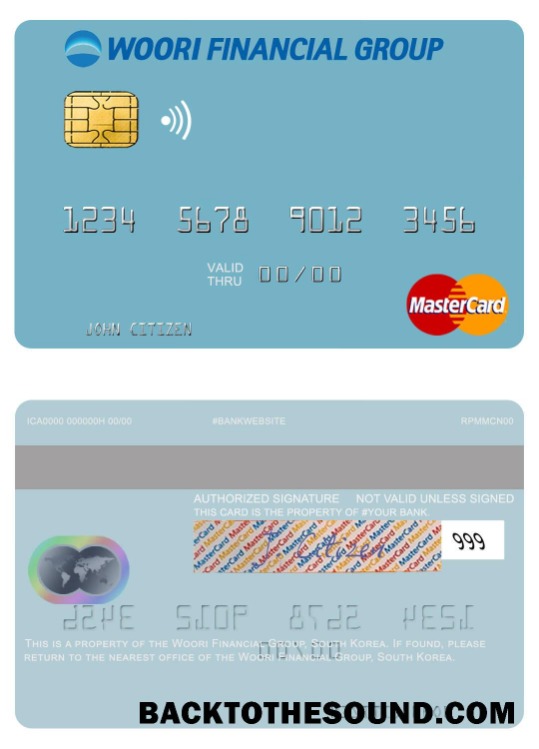 WOORI FINANCIAL GROUP
1234 5678 9012 3456
VALID THRU 00/00
MasterCard
JOHN CITIZEN
ICA0000 000000H 00/00 #BANKWEBSITE RPMMCN00
AUTHORIZED SIGNATURE NOT VALID UNLESS SIGNED
THIS CARD IS THE PROPERTY OF #YOUR BANK.
J. Citizen 999
THIS IS A PROPERTY OF THE WOORI FINANCIAL GROUP, SOUTH KOREA. IF FOUND, PLEASE
RETURN TO THE NEAREST OFFICE OF THE WOORI FINANCIAL GROUP, SOUTH KOREA.
BACKTOTHESOUND.COM